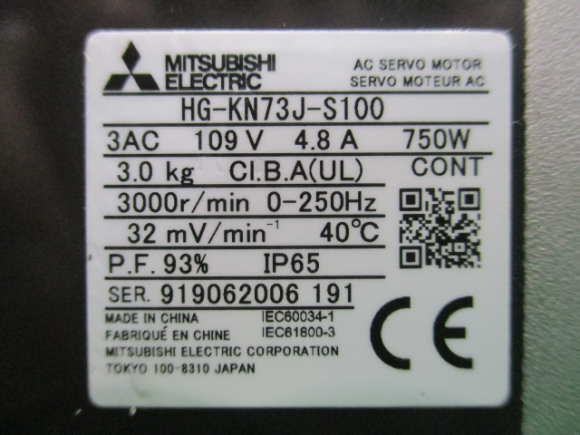 MITSUBISHI
ELECTRIC
AC SERVO MOTOR
SERVO MOTEUR AC
HG-KN73J-S100
3AC 109 V 4.8 A 750W
3.0 kg CI.B.A(UL) CONT
3000r/min 0-250Hz
32 mV/min⁻¹ 40℃
P.F. 93% IP65
SER. 919062006 191
MADE IN CHINA IEC60034-1
FABRIQUÉ EN CHINE IEC61800-3
MITSUBISHI ELECTRIC CORPORATION
TOKYO 100-8310 JAPAN
CE